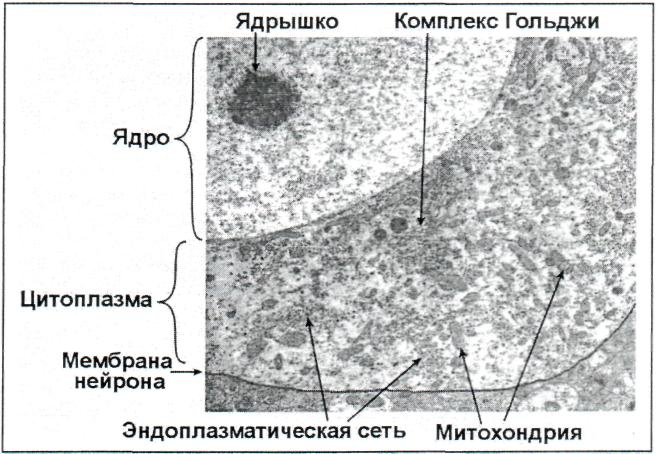 Ядрышко
Комплекс Гольджи
Ядро
Цитоплазма
Мембрана
нейрона
Эндоплазматическая сеть
Митохондрия